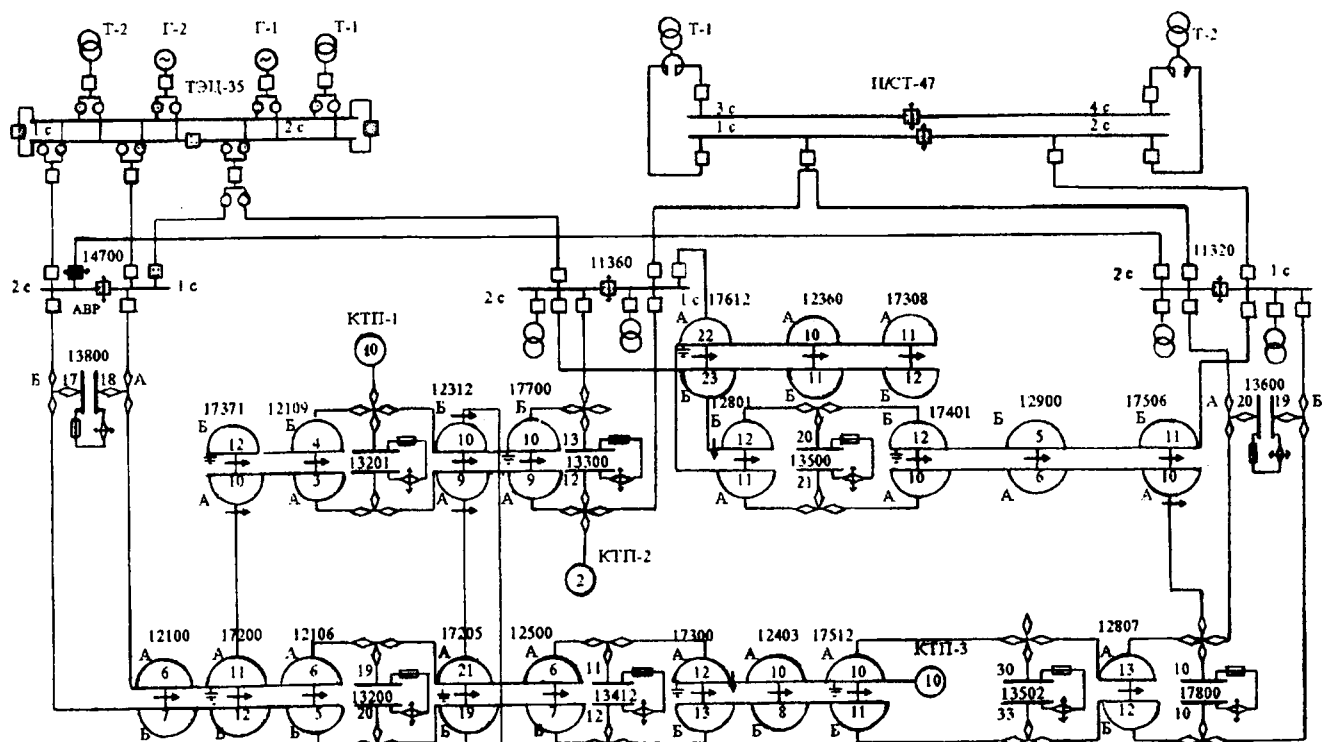 Т-2 Г-2 Г-1 Т-1
Т-1 Т-2
ТЭЦ-35 П/СТ-47
1 с 2 с
3 с 4 с
1 с 2 с
14700 11360 11320
2 с 1 с 2 с 1 с 2 с 1 с
АВР
17612 12360 17308
КТП-1
А А А
10 22 10 11
23 11 12
Б Б Б
13800
Б 17 18 А
13600
А 20 19 Б
17371 12109 12312 17700 12801 17401 12900 17506
Б Б Б Б Б Б Б Б
12 4 10 10 13 12 20 12 5 11
13201 13300 13500
10 3 9 9 12 11 21 10 6 10
А А А А А А А А
КТП-2
2
12100 17200 12106 17205 12500 17300 12403 17512 КТП-3 12807
А А А А А А А А А
6 11 6 19 21 6 11 12 10 10 10 30 13 10
13200 13412 13502 17800
7 12 5 20 19 7 12 13 8 11 33 12 10
Б Б Б Б Б Б Б Б Б